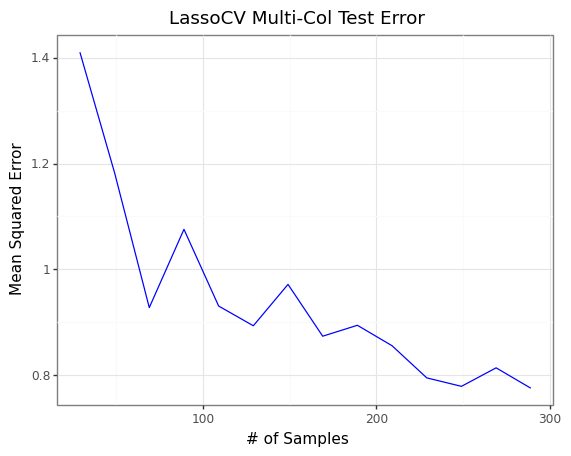 LassoCV Multi-Col Test Error
Mean Squared Error
1.4
1.2
1
0.8
100
200
300
# of Samples